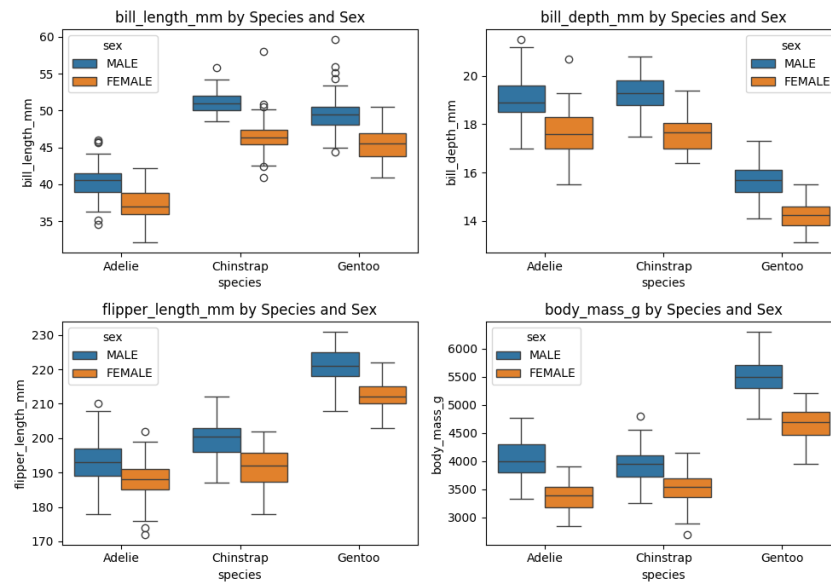 bill_length_mm by Species and Sex
60
55
50
45
40
35
bill_length_mm
sex
MALE
FEMALE
Adelie
Chinstrap
Gentoo
species
bill_depth_mm by Species and Sex
20
18
16
14
bill_depth_mm
sex
MALE
FEMALE
Adelie
Chinstrap
Gentoo
species
flipper_length_mm by Species and Sex
230
220
210
200
190
180
170
flipper_length_mm
sex
MALE
FEMALE
Adelie
Chinstrap
Gentoo
species
body_mass_g by Species and Sex
6000
5500
5000
4500
4000
3500
3000
body_mass_g
sex
MALE
FEMALE
Adelie
Chinstrap
Gentoo
species